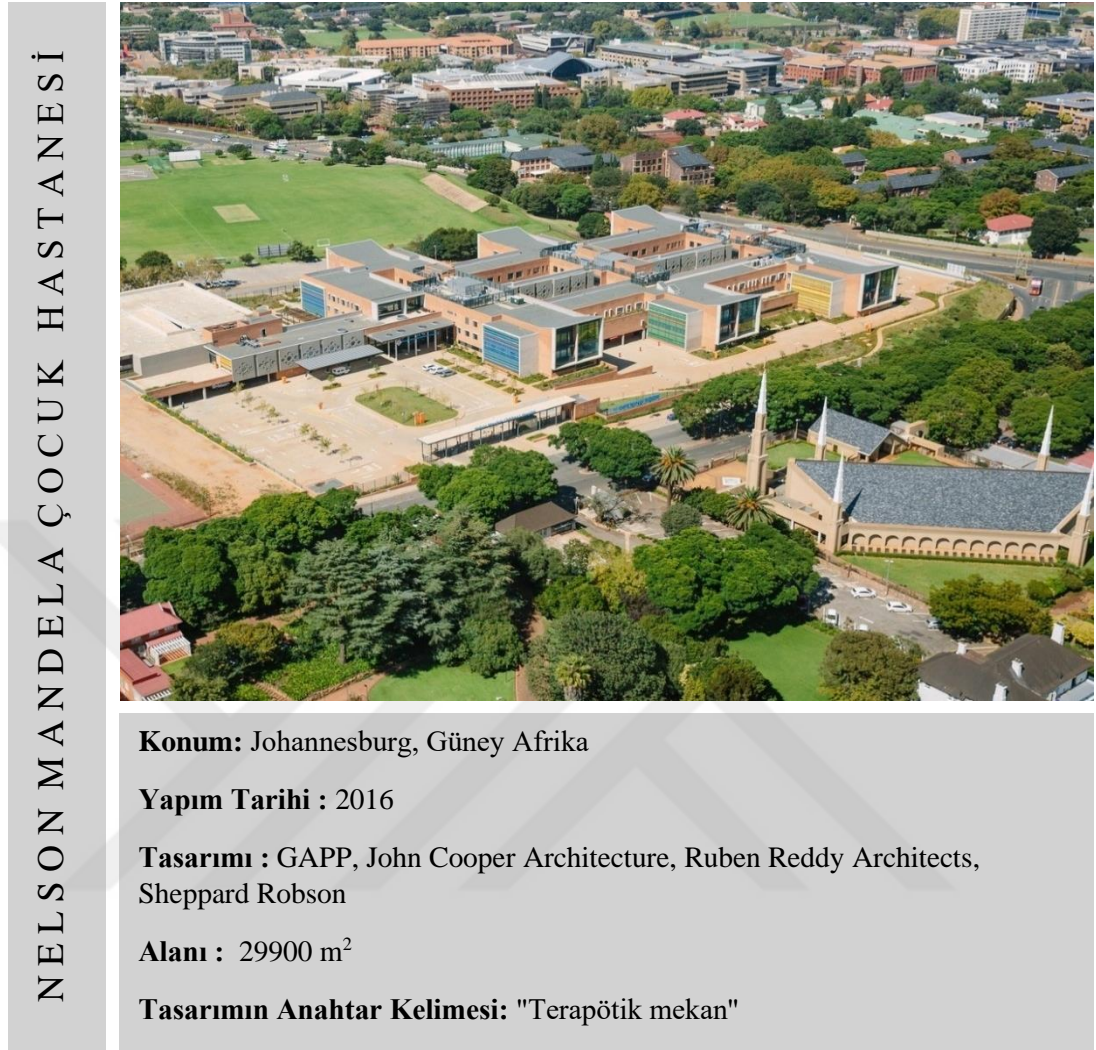 NELSON MANDELA ÇOCUK HASTANESİ
Konum: Johannesburg, Güney Afrika
Yapım Tarihi : 2016
Tasarımı : GAPP, John Cooper Architecture, Ruben Reddy Architects,
Sheppard Robson
Alanı : 29900 m²
Tasarımın Anahtar Kelimesi: "Terapötik mekan"